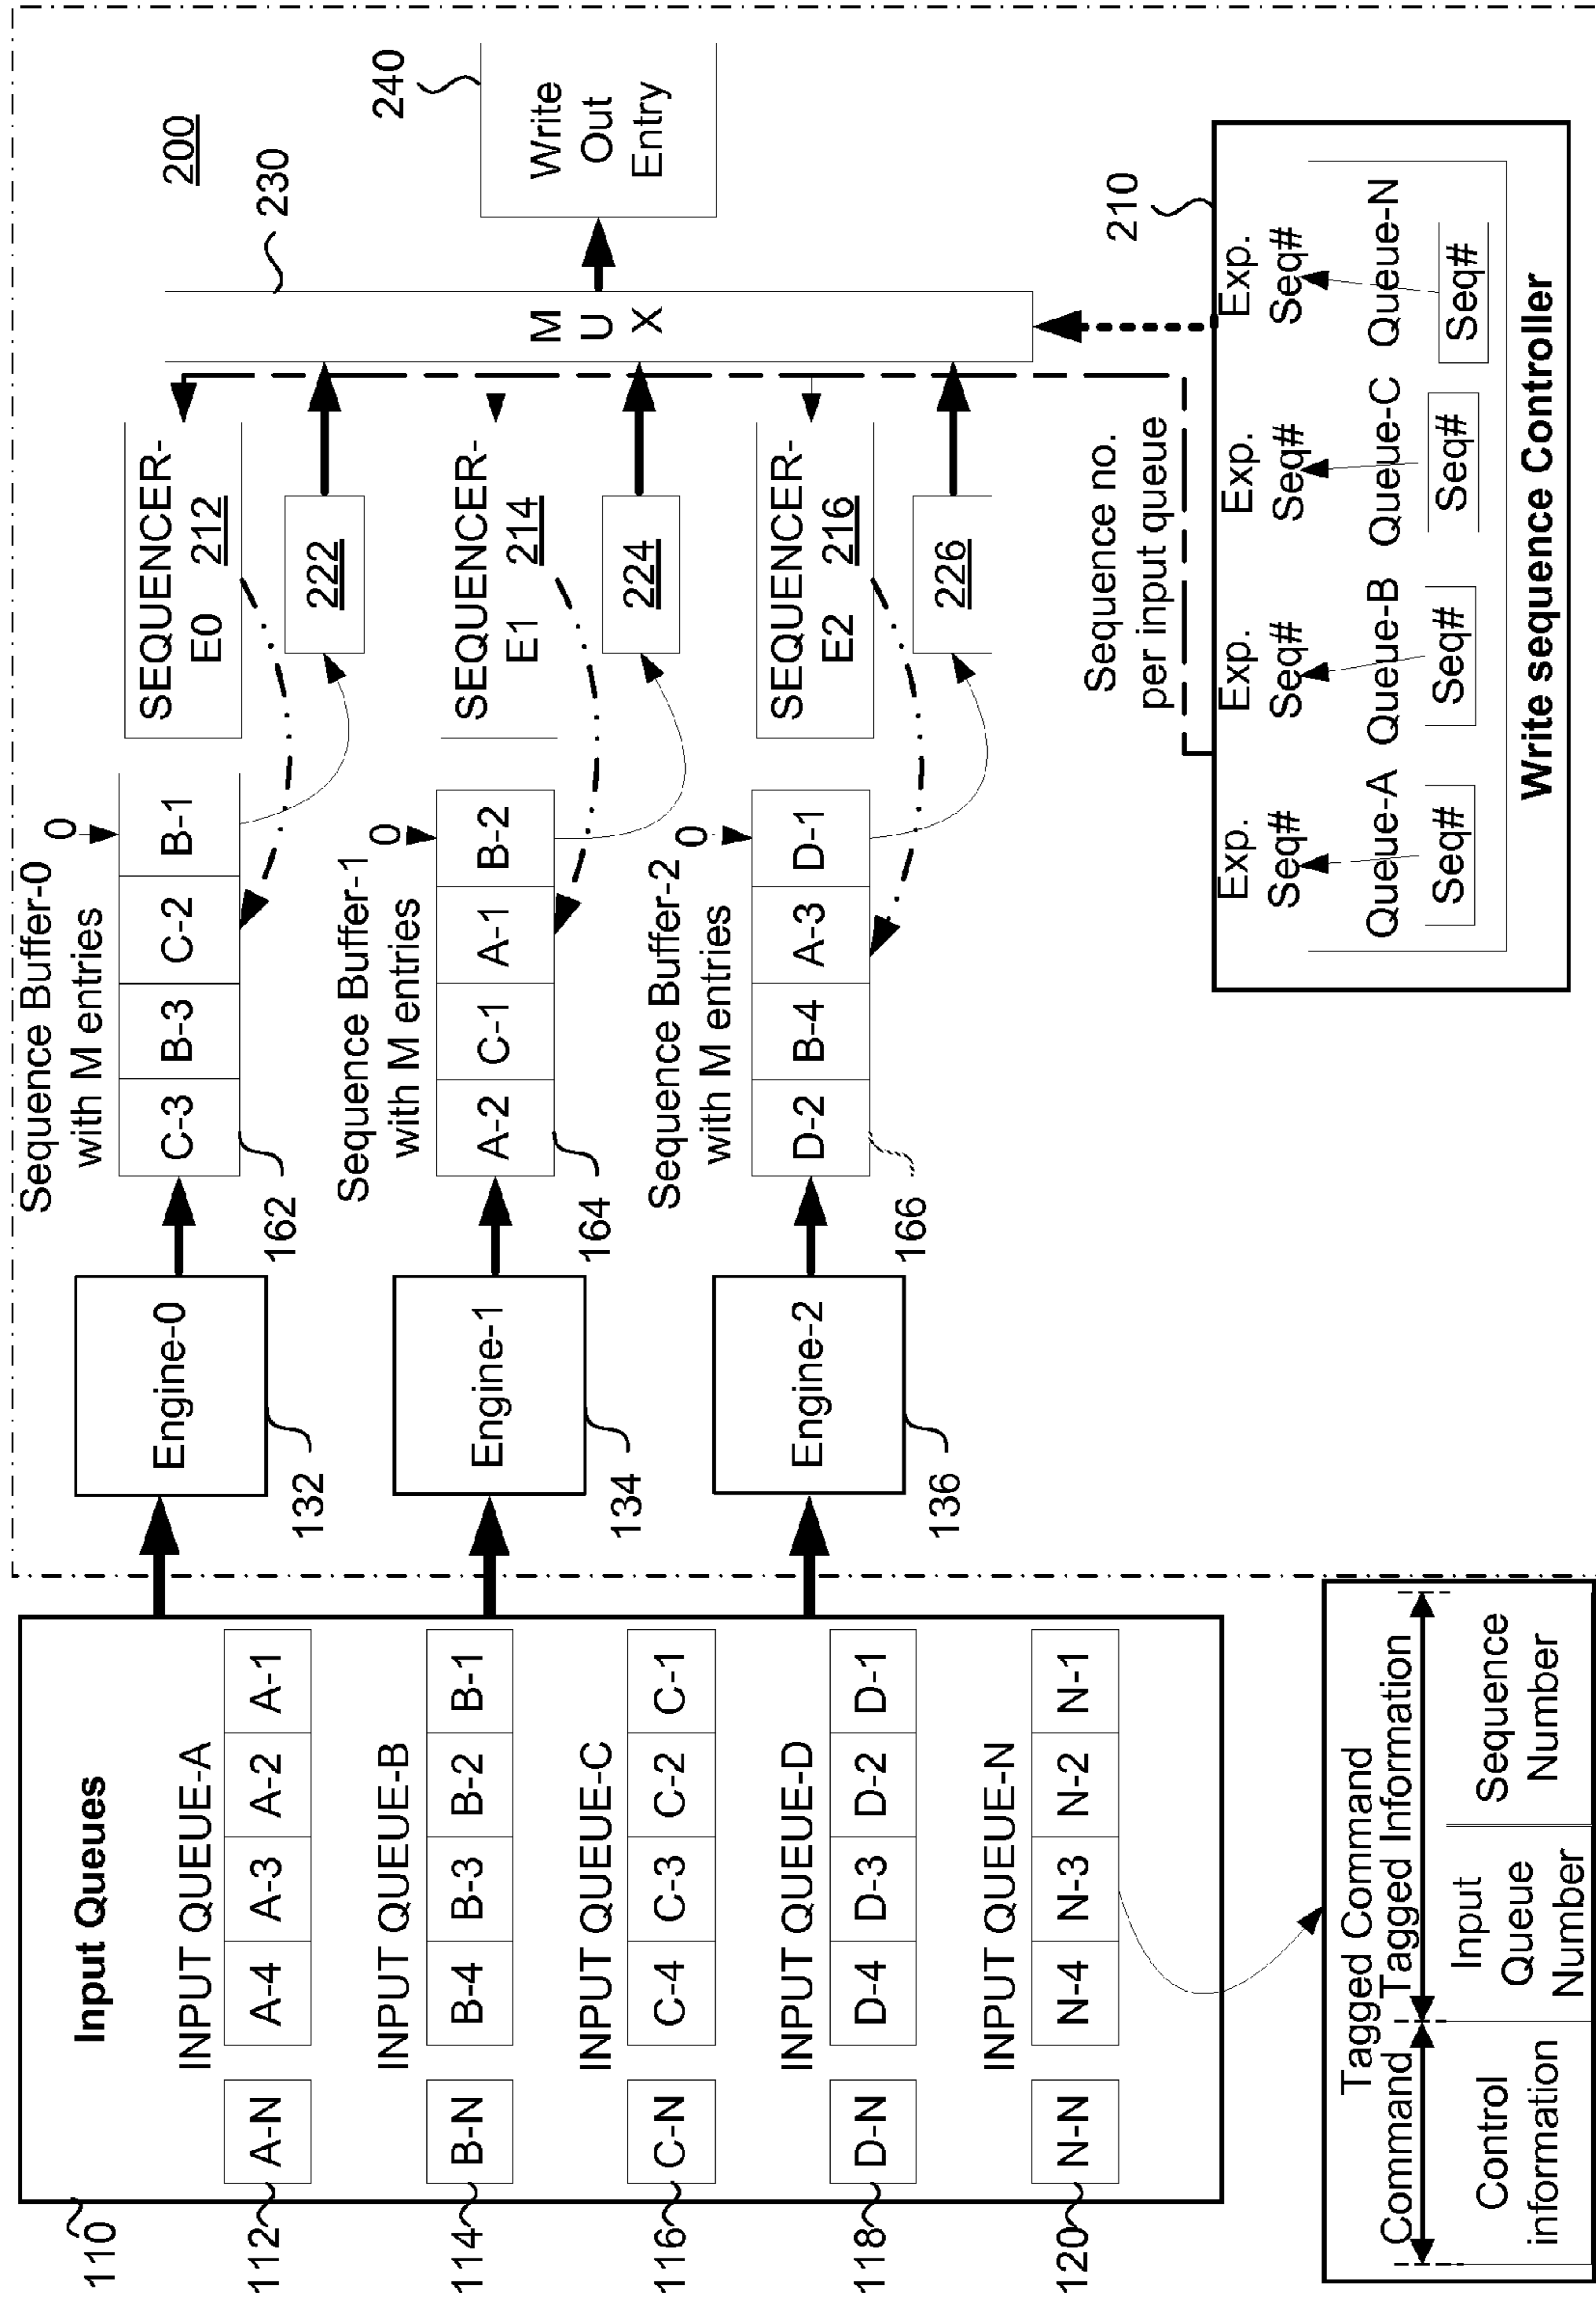 Input Queues
110
INPUT QUEUE-A
A-N A-4 A-3 A-2 A-1
112
INPUT QUEUE-B
B-N B-4 B-3 B-2 B-1
114
INPUT QUEUE-C
C-N C-4 C-3 C-2 C-1
116
INPUT QUEUE-D
D-N D-4 D-3 D-2 D-1
118
INPUT QUEUE-N
N-N N-4 N-3 N-2 N-1
120
Tagged Command
Command Tagged Information
Control
information
Input
Queue
Number
Sequence
Number
Engine-0
132
Engine-1
134
Engine-2
136
Sequence Buffer-0
with M entries
0
C-3 B-3 C-2 B-1
162
Sequence Buffer-1
with M entries
0
A-2 C-1 A-1 B-2
164
Sequence Buffer-2
with M entries
0
D-2 B-4 A-3 D-1
166
SEQUENCER-
E0 212
222
SEQUENCER-
E1 214
224
SEQUENCER-
E2 216
226
200
230
M
U
X
240
Write
Out
Entry
Sequence no.
per input queue
210
Exp. Exp. Exp. Exp.
Seq# Seq# Seq# Seq#
Queue-A Queue-B Queue-C Queue-N
Seq# Seq# Seq# Seq#
Write sequence Controller